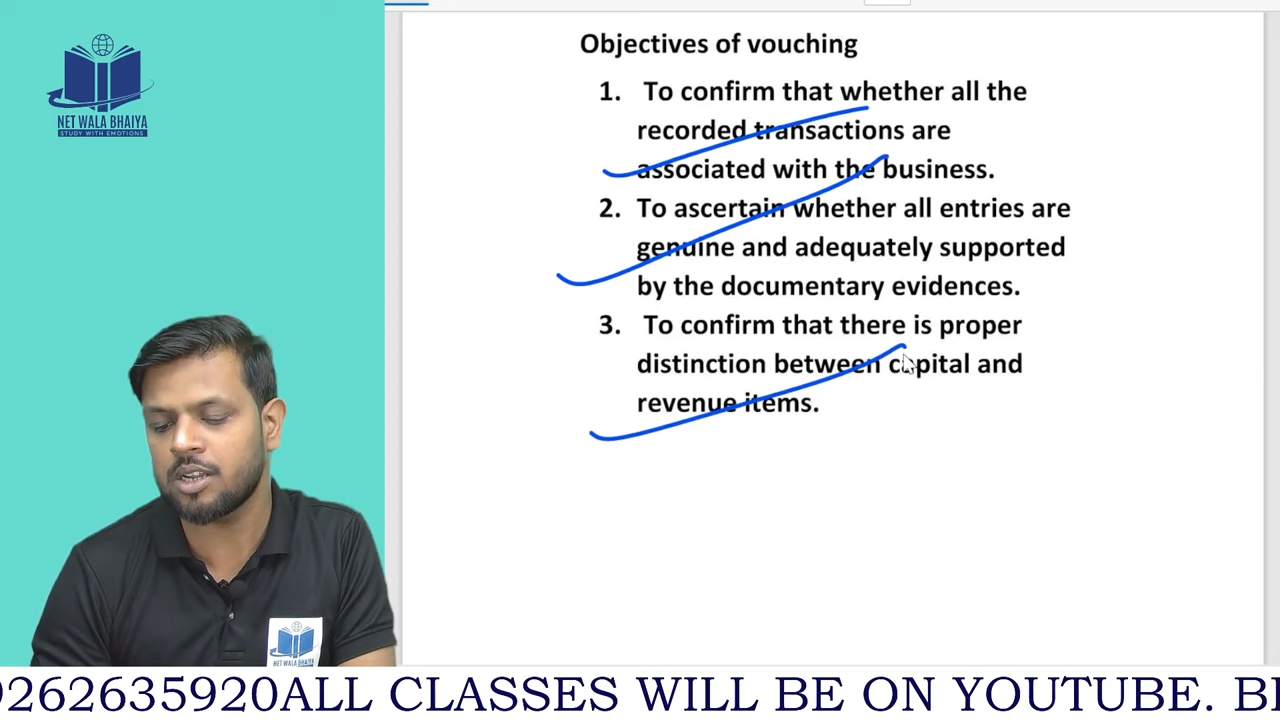 NET WALA BHAIYA
STUDY WITH EMOTIONS
Objectives of vouching
1. To confirm that whether all the
recorded transactions are
associated with the business.
2. To ascertain whether all entries are
genuine and adequately supported
by the documentary evidences.
3. To confirm that there is proper
distinction between capital and
revenue items.
NET WALA BHAIYA
9262635920ALL CLASSES WILL BE ON YOUTUBE.